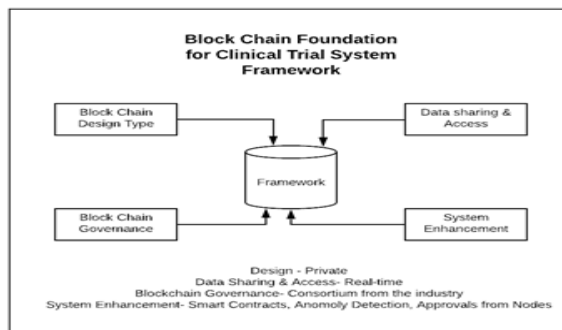 Block Chain Foundation
for Clinical Trial System
Framework
Block Chain
Design Type
Data sharing &
Access
Framework
Block Chain
Governance
System
Enhancement
Design - Private
Data Sharing & Access- Real-time
Blockchain Governance- Consortium from the industry
System Enhancement- Smart Contracts, Anomoly Detection, Approvals from Nodes